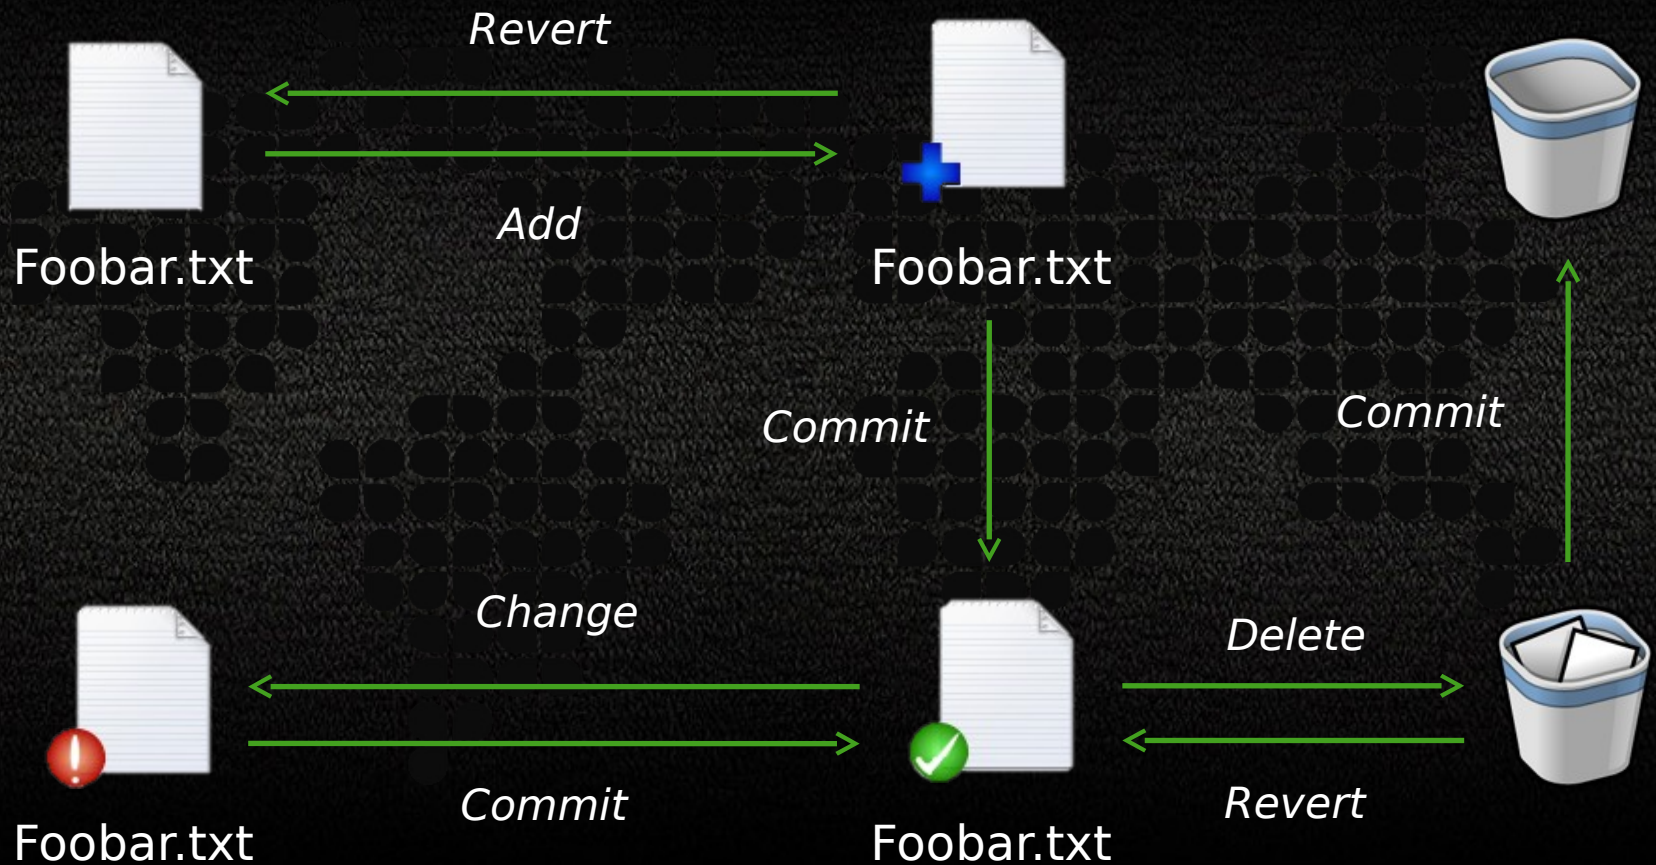 Revert
Add
Foobar.txt
Foobar.txt
Commit
Commit
Change
Delete
Commit
Revert
Foobar.txt
Foobar.txt